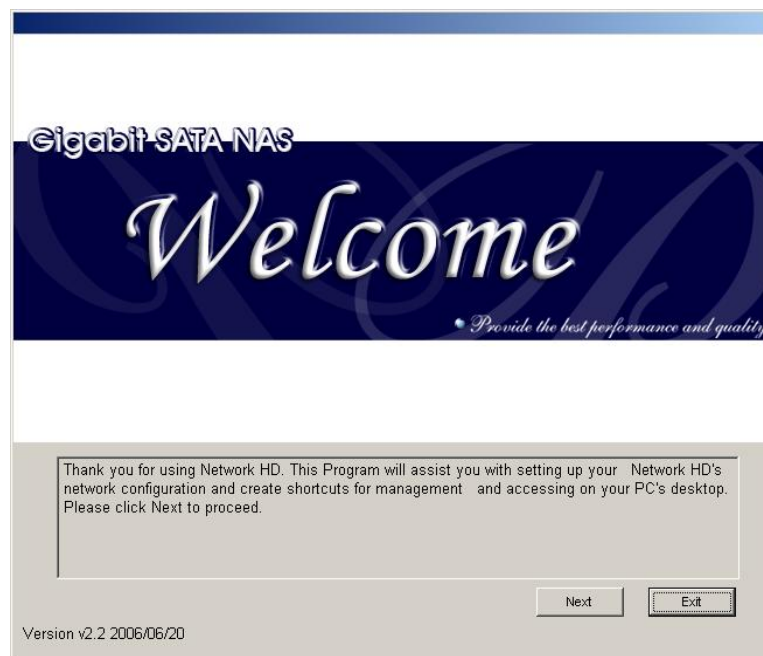 Gigabit SATA NAS
Welcome
Provide the best performance and quality
Thank you for using Network HD. This Program will assist you with setting up your Network HD's
network configuration and create shortcuts for management and accessing on your PC's desktop.
Please click Next to proceed.
Next
Exit
Version v2.2 2006/06/20